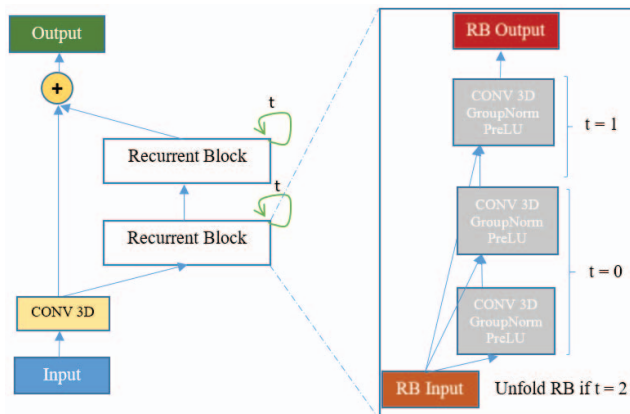 Output
+
t
Recurrent Block
t
Recurrent Block
CONV 3D
Input
RB Output
CONV 3D
GroupNorm
PreLU
t = 1
CONV 3D
GroupNorm
PreLU
t = 0
CONV 3D
GroupNorm
PreLU
RB Input
Unfold RB if t = 2